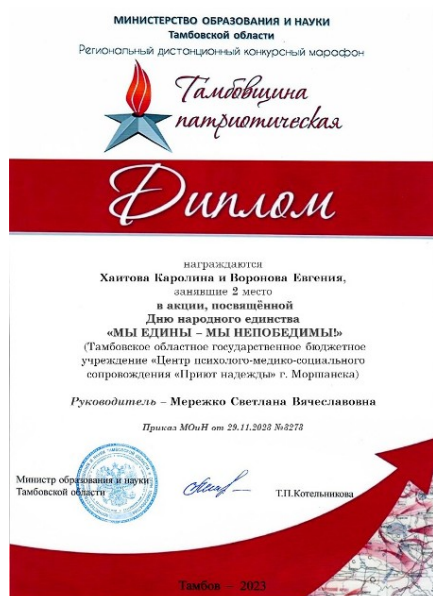 МИНИСТЕРСТВО ОБРАЗОВАНИЯ И НАУКИ
Тамбовской области
Региональный дистанционный конкурсный марафон
Тамбовщина
патриотическая
Диплом
награждаются
Хаитова Каролина и Воронова Евгения,
занявшие 2 место
в акции, посвящённой
Дню народного единства
«МЫ ЕДИНЫ – МЫ НЕПОБЕДИМЫ!»
(Тамбовское областное государственное бюджетное
учреждение «Центр психолого-медико-социального
сопровождения «Приют надежды» г. Моршанска)
Руководитель – Мережко Светлана Вячеславовна
Приказ МОиН от 29.11.2023 №3273
Министр образования и науки
Тамбовской области
Т.П.Котельникова
Тамбов – 2023